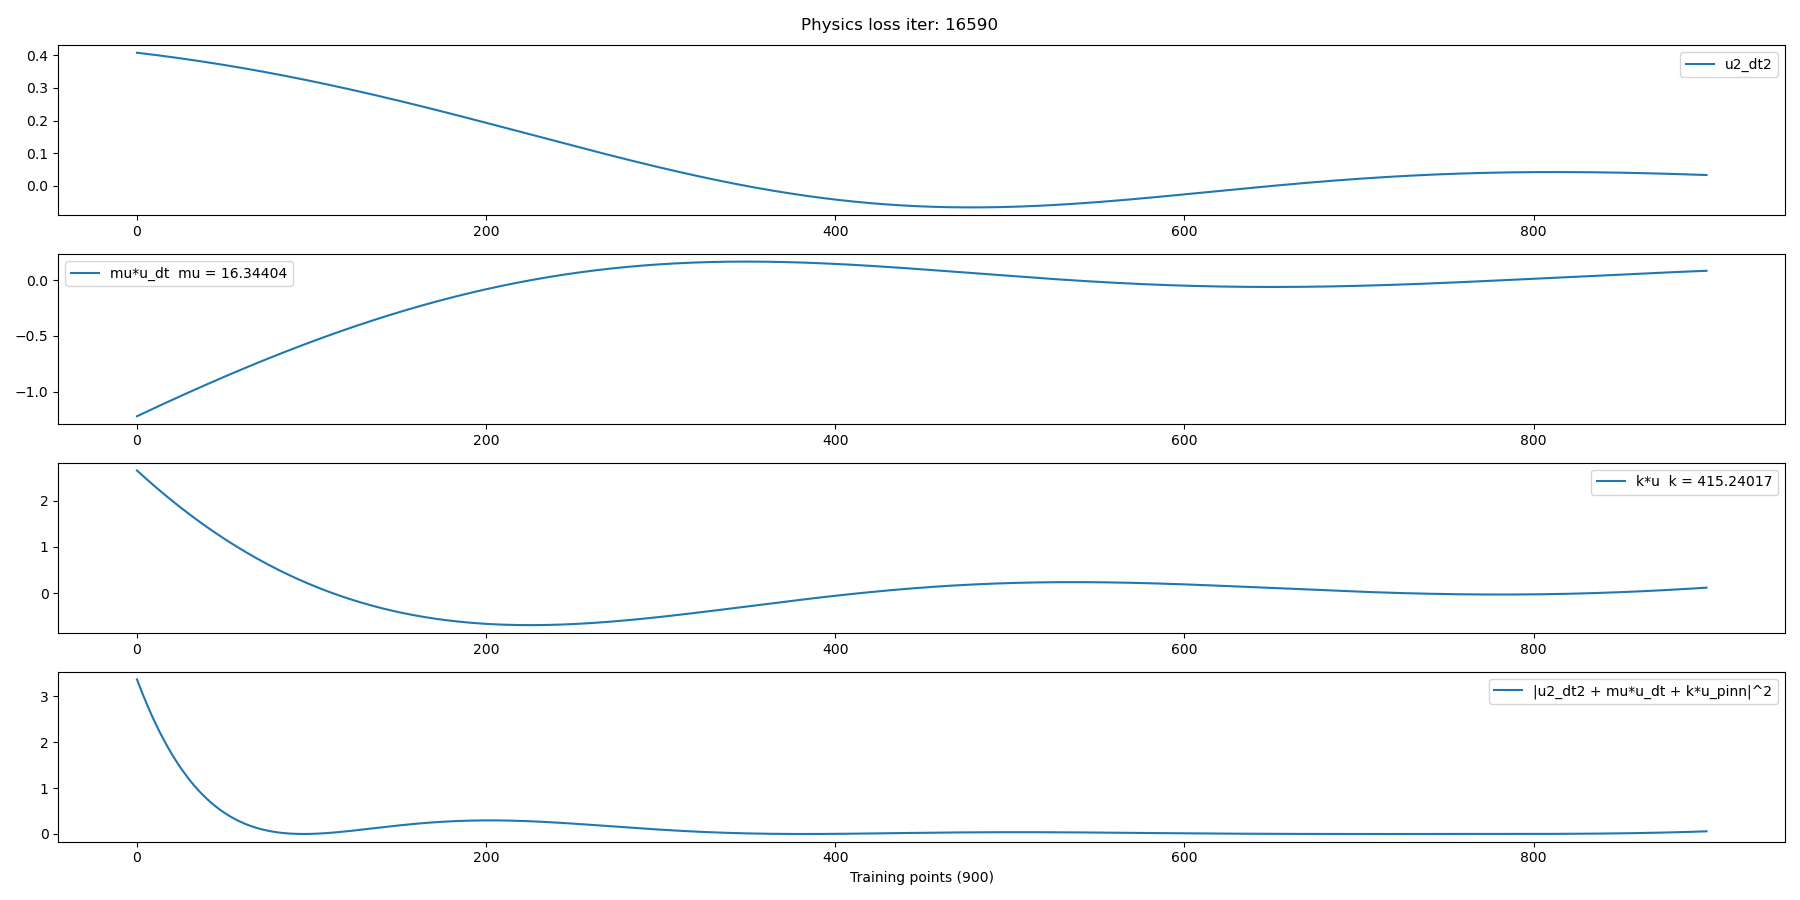 Physics loss iter: 16590
0.4
0.3
0.2
0.1
0.0
u2_dt2
0 200 400 600 800
0.0
−0.5
−1.0
mu*u_dt  mu = 16.34404
0 200 400 600 800
2
1
0
k*u  k = 415.24017
0 200 400 600 800
3
2
1
0
|u2_dt2 + mu*u_dt + k*u_pinn|^2
0 200 400 600 800
Training points (900)